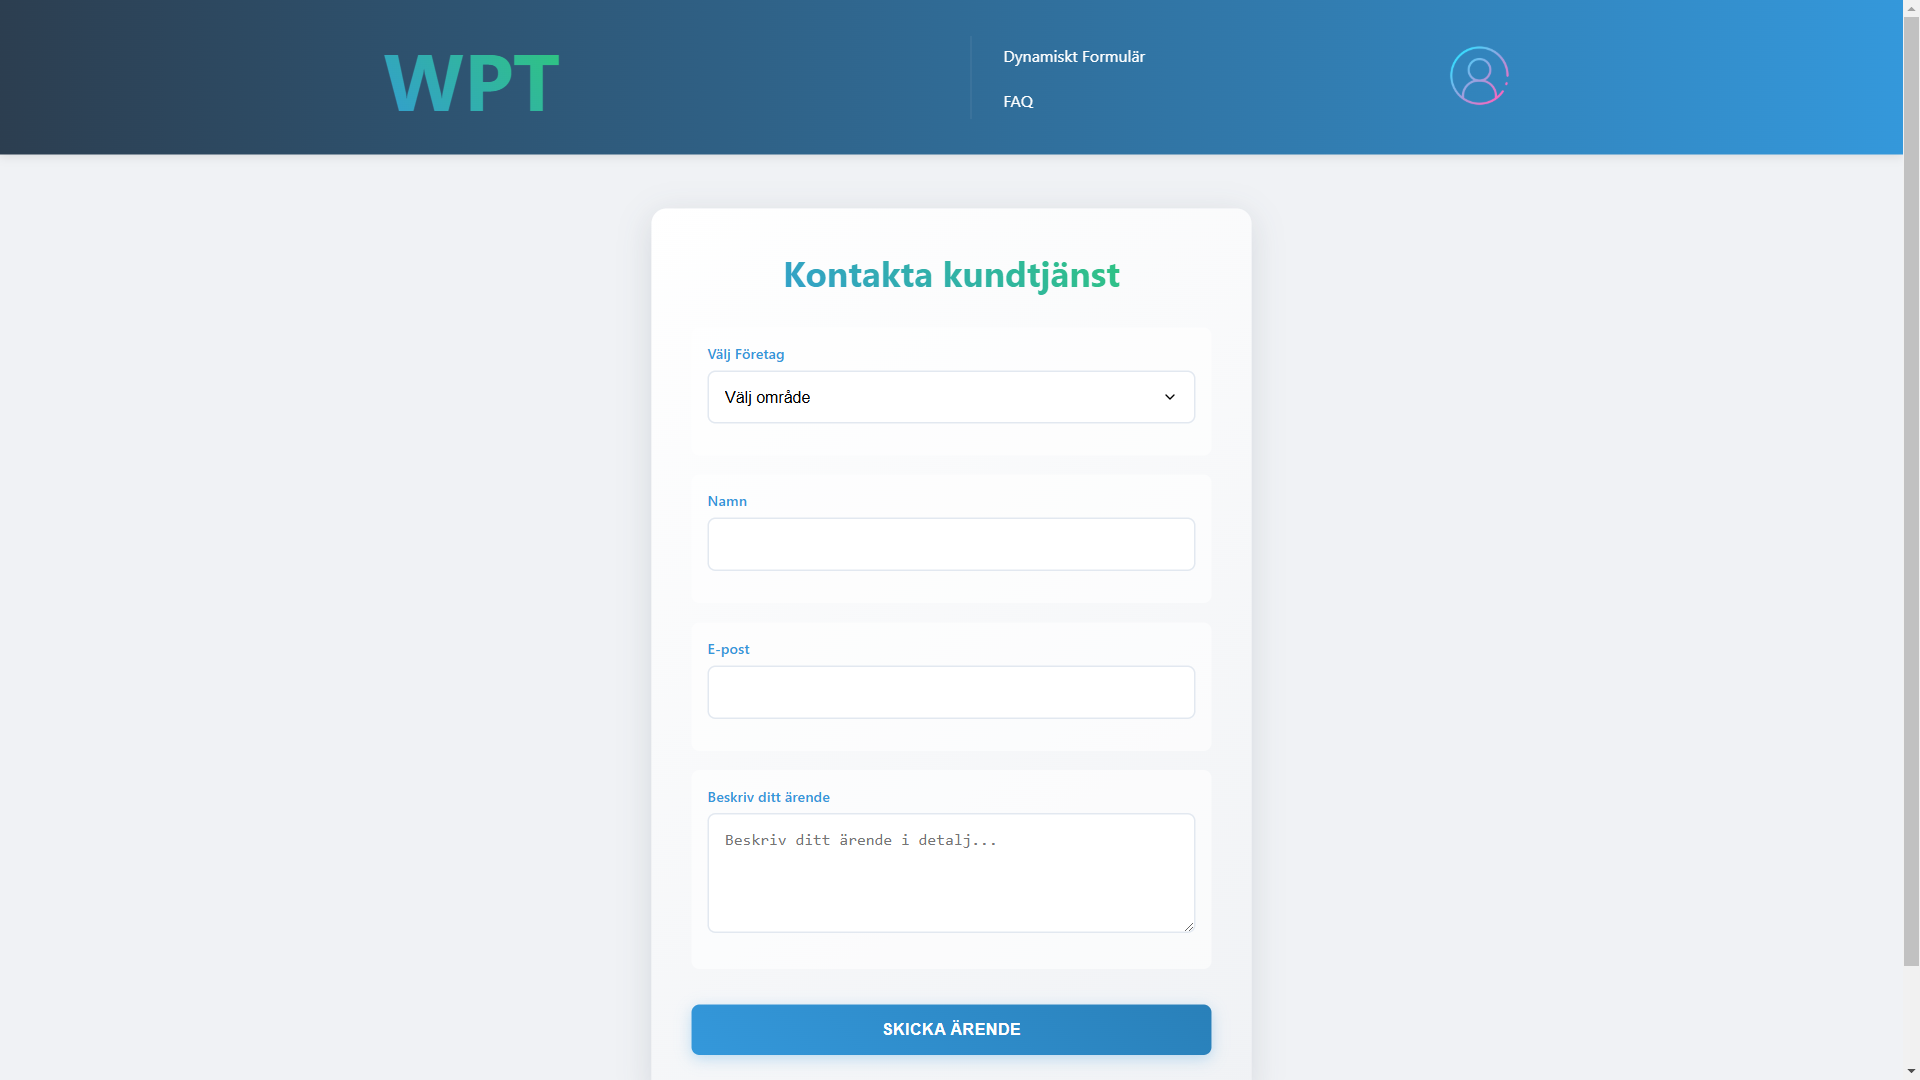 WPT
Dynamiskt Formulär
FAQ
Kontakta kundtjänst
Välj Företag
Välj område
Namn
E-post
Beskriv ditt ärende
Beskriv ditt ärende i detalj...
SKICKA ÄRENDE